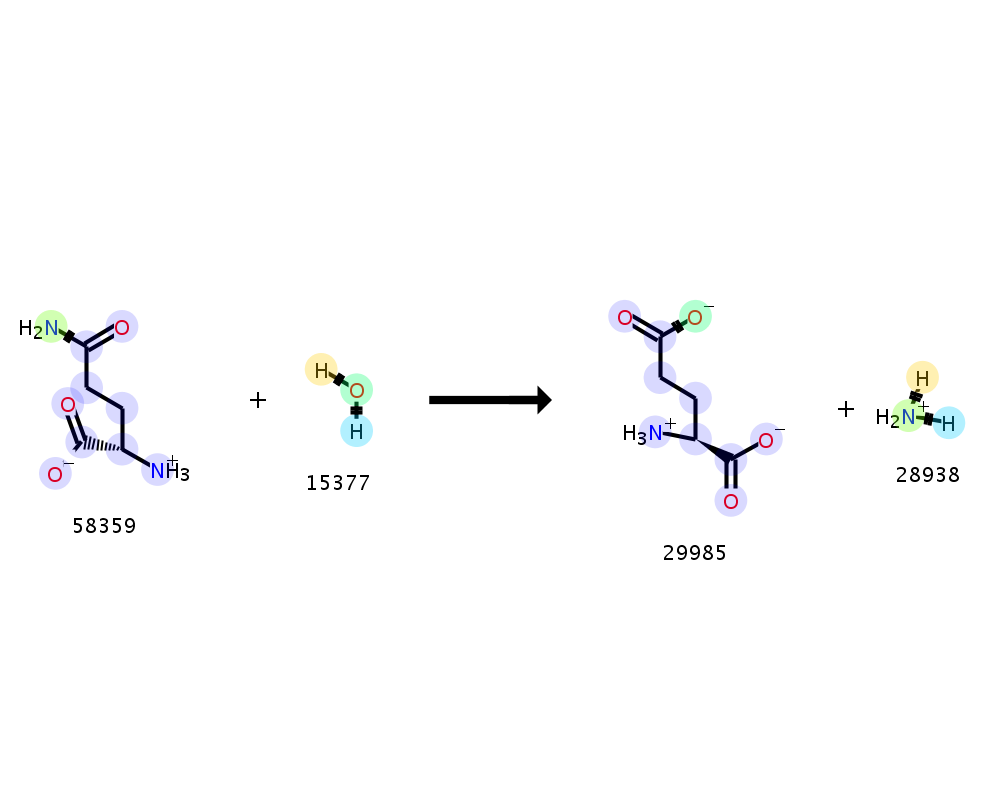 H2N O
O
O−
NH3+
58359
+
H
O
H
15377
O O−
H3N+
O−
O
29985
+
H
H2N+ H
28938